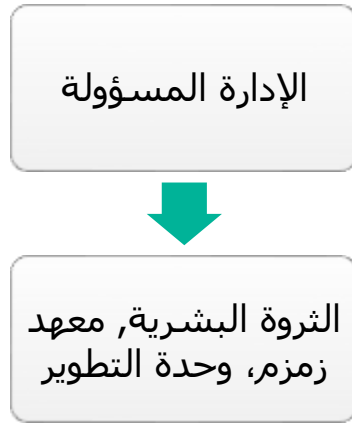 الإدارة المسؤولة
الثروة البشرية, معهد
زمزم، وحدة التطوير